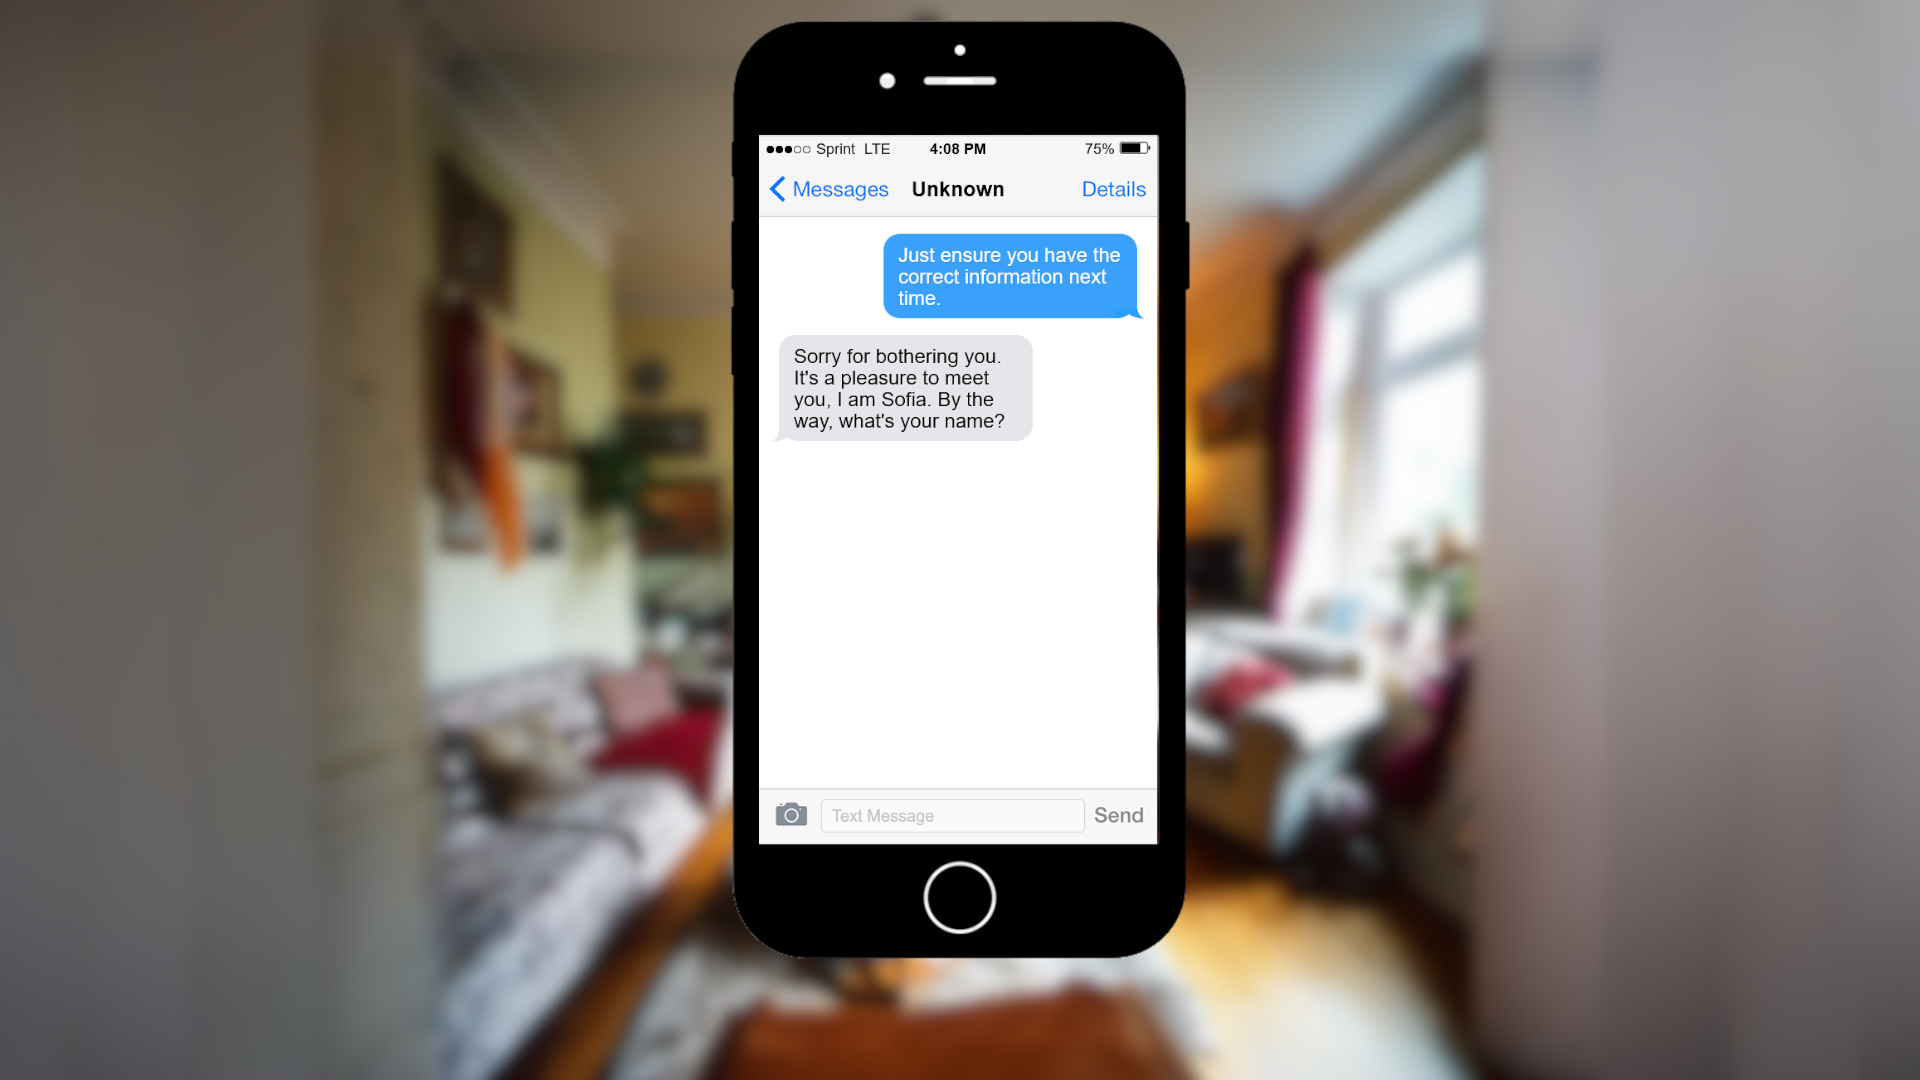 Sprint LTE 4:08 PM 75%
Messages Unknown Details
Just ensure you have the
correct information next
time.
Sorry for bothering you.
It's a pleasure to meet
you, I am Sofia. By the
way, what's your name?
Text Message Send